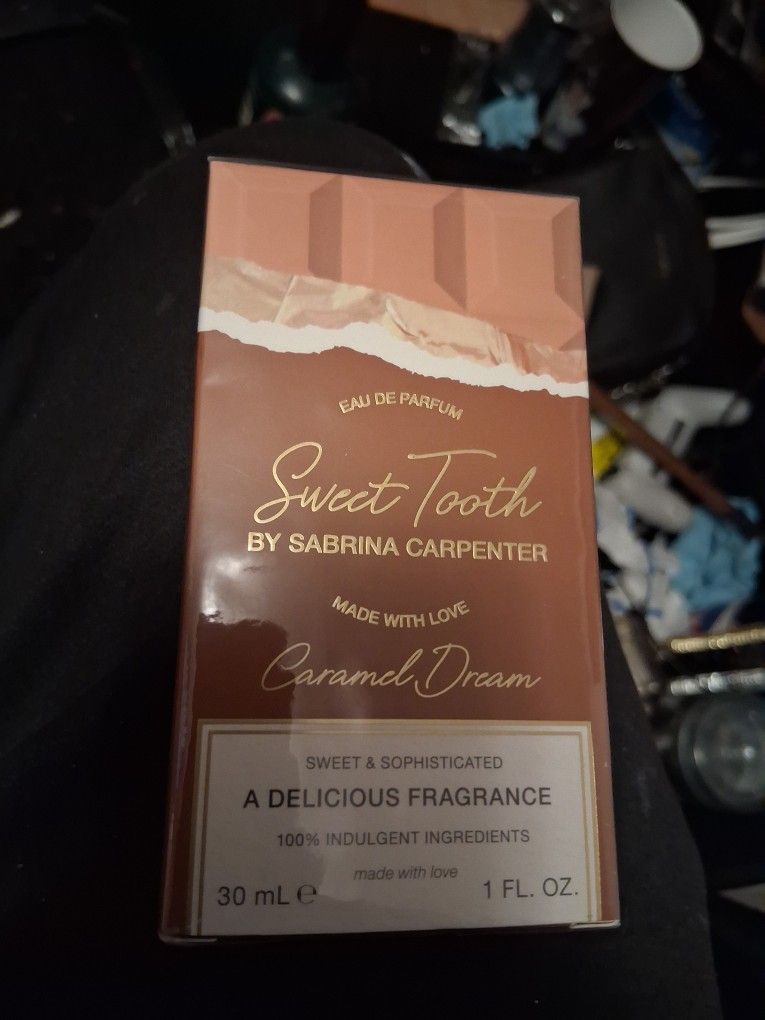 EAU DE PARFUM
Sweet Tooth
BY SABRINA CARPENTER
MADE WITH LOVE
Caramel Dream
SWEET & SOPHISTICATED
A DELICIOUS FRAGRANCE
100% INDULGENT INGREDIENTS
made with love
30 mL ℮ 1 FL. OZ.